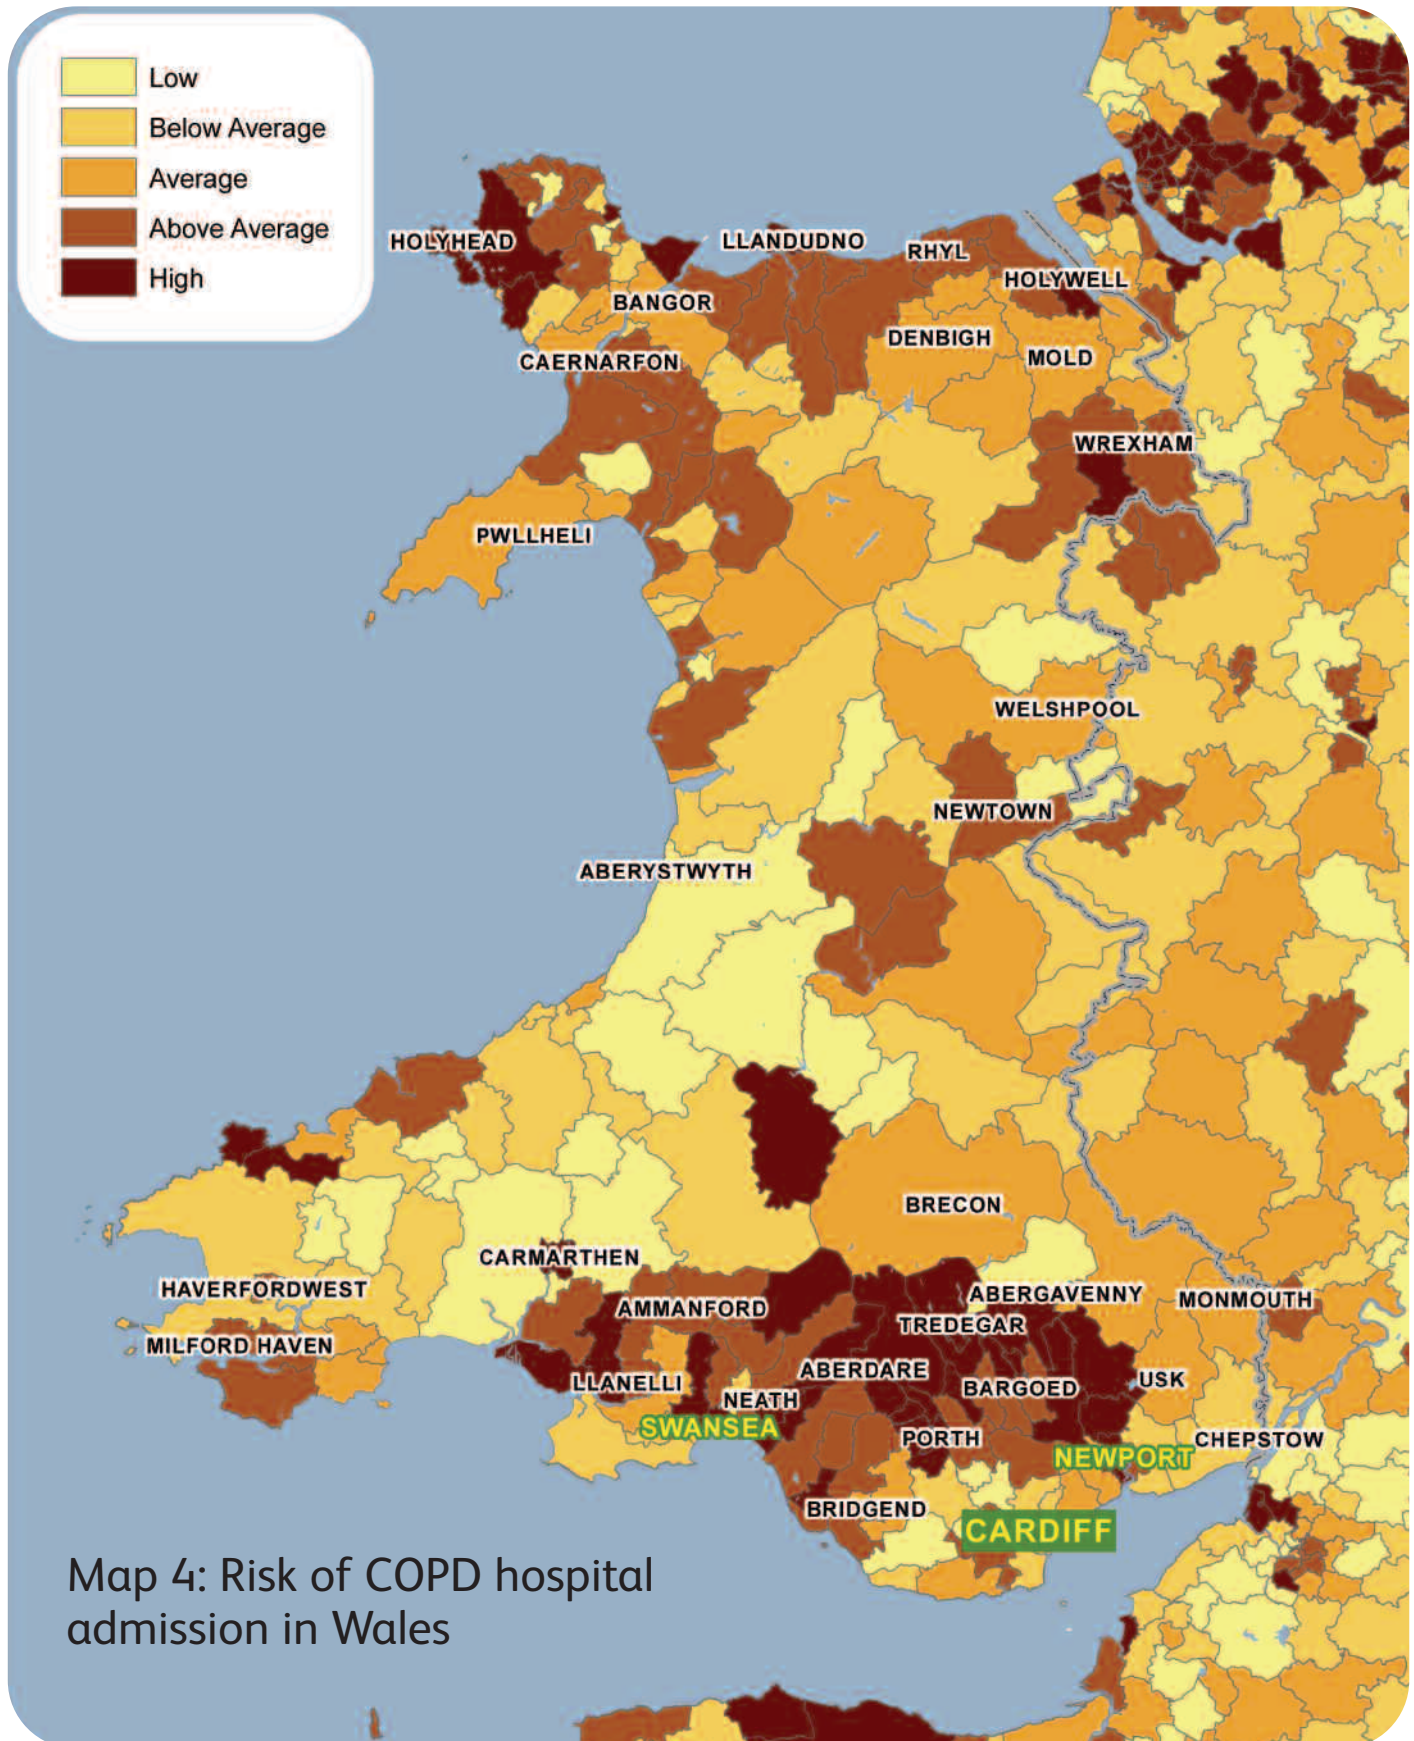 Low
Below Average
Average
Above Average
High
HOLYHEAD
LLANDUDNO
RHYL
HOLYWELL
BANGOR
DENBIGH
MOLD
CAERNARFON
WREXHAM
PWLLHELI
WELSHPOOL
NEWTOWN
ABERYSTWYTH
BRECON
CARMARTHEN
HAVERFORDWEST
ABERGAVENNY
MONMOUTH
AMMANFORD
TREDEGAR
MILFORD HAVEN
ABERDARE
USK
LLANELLI
BARGOED
NEATH
SWANSEA
PORTH
CHEPSTOW
NEWPORT
BRIDGEND
CARDIFF
Map 4: Risk of COPD hospital
admission in Wales